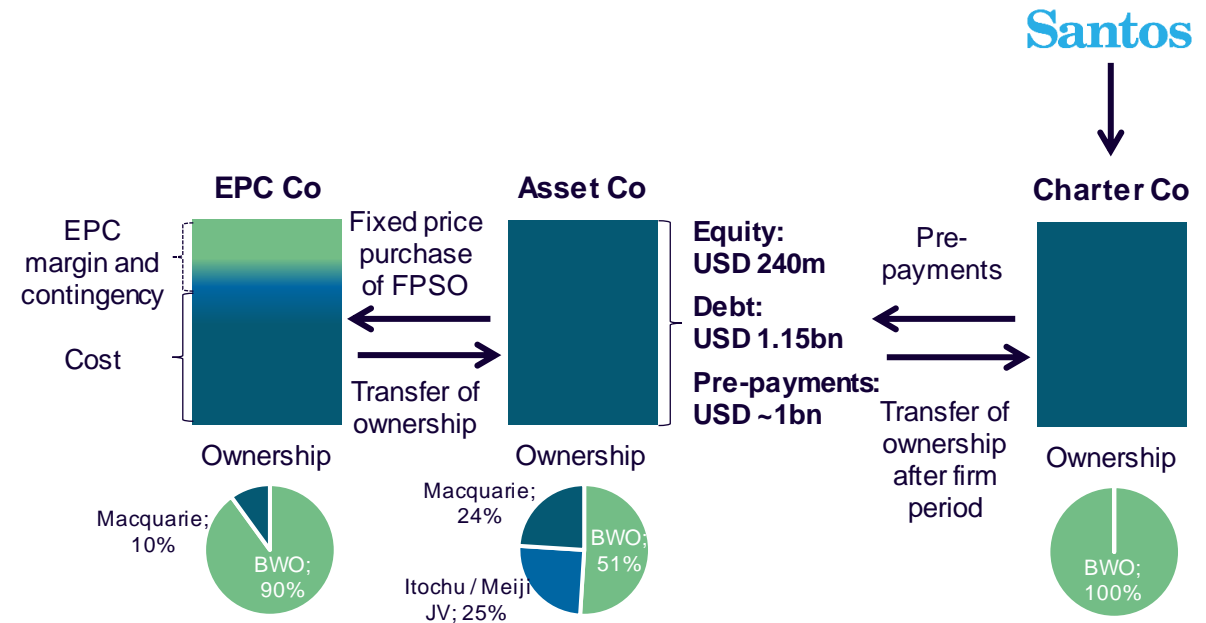 Santos
EPC Co
Asset Co
Charter Co
EPC
margin and
contingency
Cost
Fixed price
purchase
of FPSO
Transfer of
ownership
Equity:
USD 240m
Debt:
USD 1.15bn
Pre-payments:
USD ~1bn
Pre-
payments
Transfer of
ownership
after firm
period
Ownership
Macquarie;
10%
BWO;
90%
Ownership
Macquarie;
24%
BWO;
51%
Itochu / Meiji
JV; 25%
Ownership
BWO;
100%